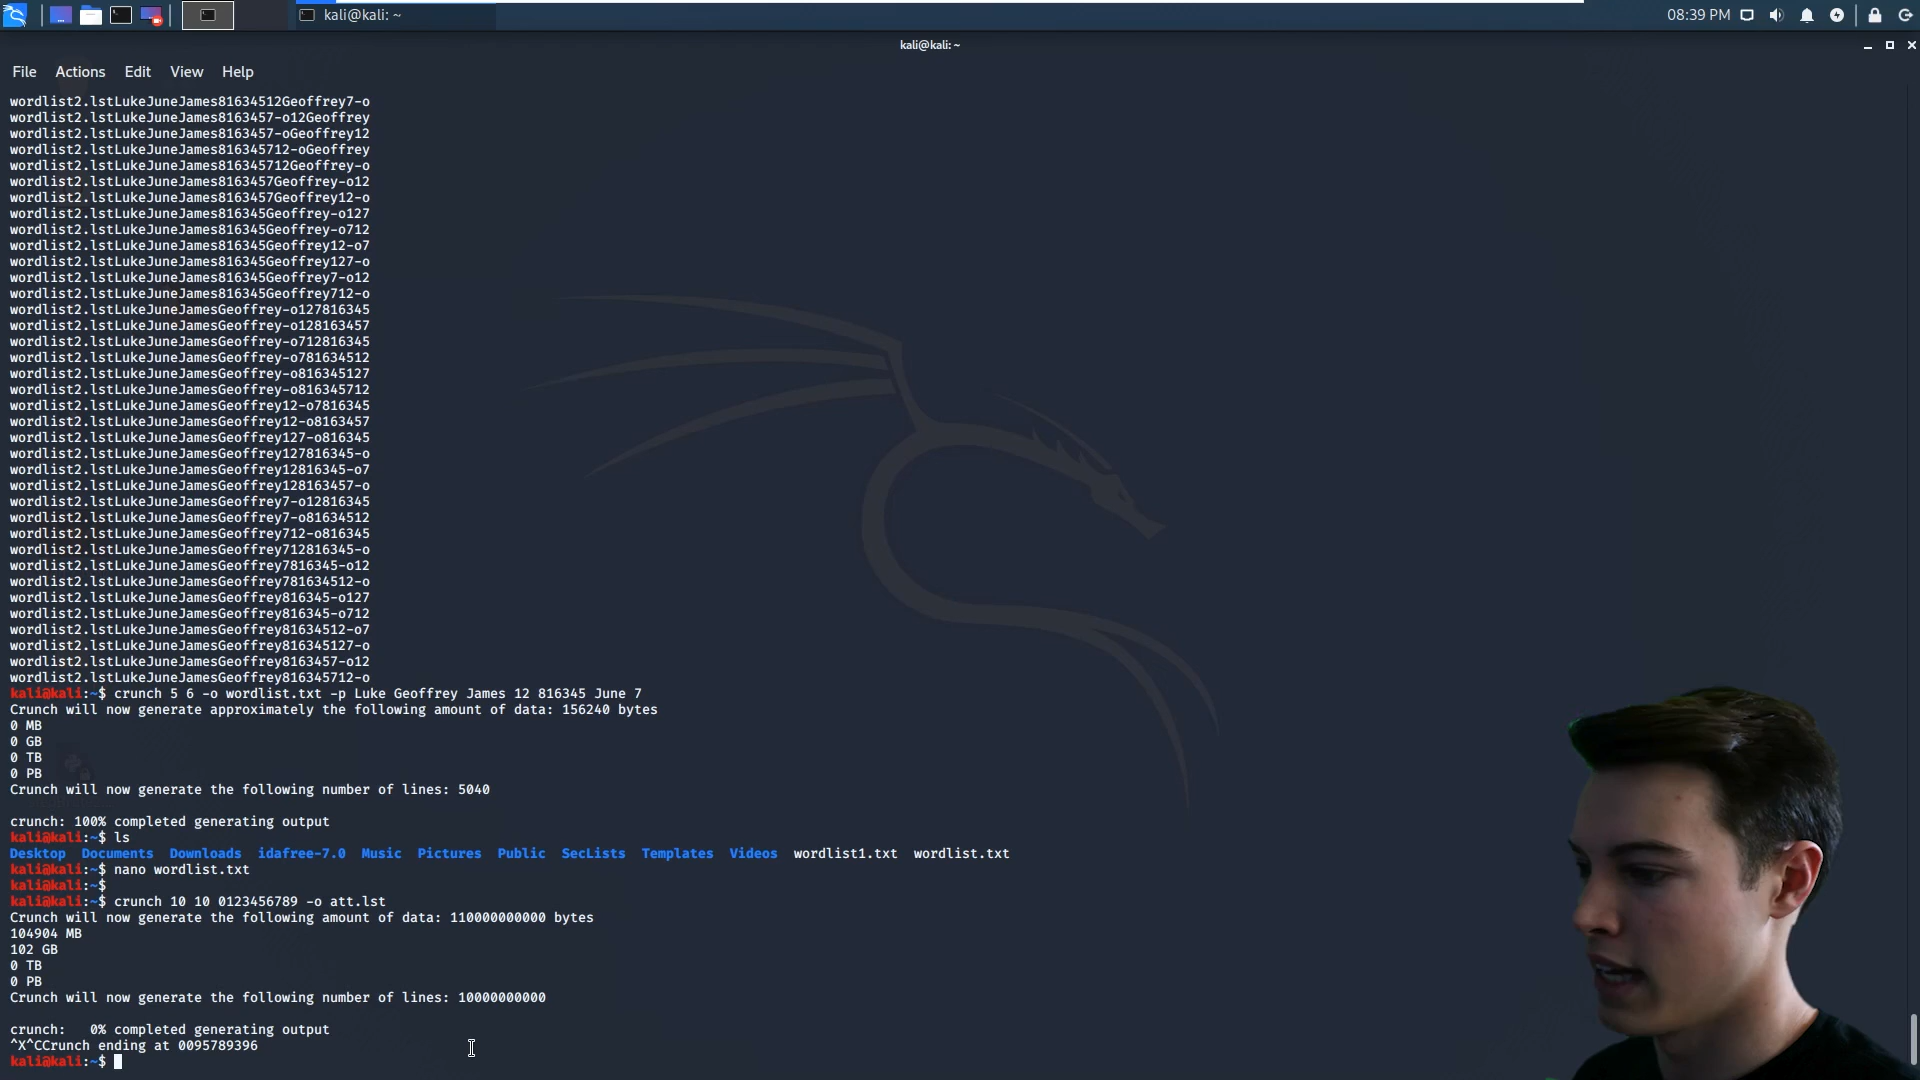 kali@kali: ~
08:39 PM
kali@kali: ~
File Actions Edit View Help
wordlist2.lstLukeJuneJames81634512Geoffrey7-o
wordlist2.lstLukeJuneJames8163457-o12Geoffrey
wordlist2.lstLukeJuneJames8163457-oGeoffrey12
wordlist2.lstLukeJuneJames816345712-oGeoffrey
wordlist2.lstLukeJuneJames816345712Geoffrey-o
wordlist2.lstLukeJuneJames8163457Geoffrey-o12
wordlist2.lstLukeJuneJames8163457Geoffrey12-o
wordlist2.lstLukeJuneJames816345Geoffrey-o127
wordlist2.lstLukeJuneJames816345Geoffrey-o712
wordlist2.lstLukeJuneJames816345Geoffrey12-o7
wordlist2.lstLukeJuneJames816345Geoffrey127-o
wordlist2.lstLukeJuneJames816345Geoffrey7-o12
wordlist2.lstLukeJuneJames816345Geoffrey712-o
wordlist2.lstLukeJuneJamesGeoffrey-o127816345
wordlist2.lstLukeJuneJamesGeoffrey-o128163457
wordlist2.lstLukeJuneJamesGeoffrey-o712816345
wordlist2.lstLukeJuneJamesGeoffrey-o781634512
wordlist2.lstLukeJuneJamesGeoffrey-o816345127
wordlist2.lstLukeJuneJamesGeoffrey-o816345712
wordlist2.lstLukeJuneJamesGeoffrey12-o7816345
wordlist2.lstLukeJuneJamesGeoffrey12-o8163457
wordlist2.lstLukeJuneJamesGeoffrey127-o816345
wordlist2.lstLukeJuneJamesGeoffrey127816345-o
wordlist2.lstLukeJuneJamesGeoffrey12816345-o7
wordlist2.lstLukeJuneJamesGeoffrey128163457-o
wordlist2.lstLukeJuneJamesGeoffrey7-o12816345
wordlist2.lstLukeJuneJamesGeoffrey7-o81634512
wordlist2.lstLukeJuneJamesGeoffrey712-o816345
wordlist2.lstLukeJuneJamesGeoffrey712816345-o
wordlist2.lstLukeJuneJamesGeoffrey7816345-o12
wordlist2.lstLukeJuneJamesGeoffrey781634512-o
wordlist2.lstLukeJuneJamesGeoffrey816345-o127
wordlist2.lstLukeJuneJamesGeoffrey816345-o712
wordlist2.lstLukeJuneJamesGeoffrey81634512-o7
wordlist2.lstLukeJuneJamesGeoffrey816345127-o
wordlist2.lstLukeJuneJamesGeoffrey8163457-o12
wordlist2.lstLukeJuneJamesGeoffrey816345712-o
kali@kali:~$ crunch 5 6 -o wordlist.txt -p Luke Geoffrey James 12 816345 June 7
Crunch will now generate approximately the following amount of data: 156240 bytes
0 MB
0 GB
0 TB
0 PB
Crunch will now generate the following number of lines: 5040
crunch: 100% completed generating output
kali@kali:~$ ls
Desktop Documents Downloads idafree-7.0 Music Pictures Public SecLists Templates Videos wordlist1.txt wordlist.txt
kali@kali:~$ nano wordlist.txt
kali@kali:~$
kali@kali:~$ crunch 10 10 0123456789 -o att.lst
Crunch will now generate the following amount of data: 110000000000 bytes
104904 MB
102 GB
0 TB
0 PB
Crunch will now generate the following number of lines: 10000000000
crunch: 0% completed generating output
^X^CCrunch ending at 0095789396
kali@kali:~$